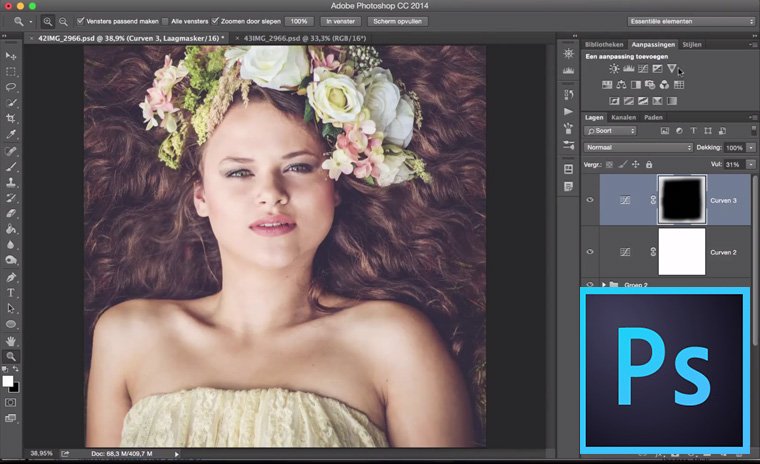 Adobe Photoshop CC 2014
Vensters passend maken
Alle vensters
Zoomen door slepen
100%
In venster
Scherm opvullen
Essentiële elementen
× 42IMG_2966.psd @ 38,9% (Curven 3, Laagmasker/16) *
× 43IMG_2966.psd @ 33,3% (RGB/16*)
Bibliotheken Aanpassingen Stijlen
Een aanpassing toevoegen
Lagen Kanalen Paden
Soort
Normaal
Dekking: 100%
Vergr.:
Vul: 31%
Curven 3
Curven 2
Groep 2
Ps
38,95%
Doc: 68,3 M/409,7 M